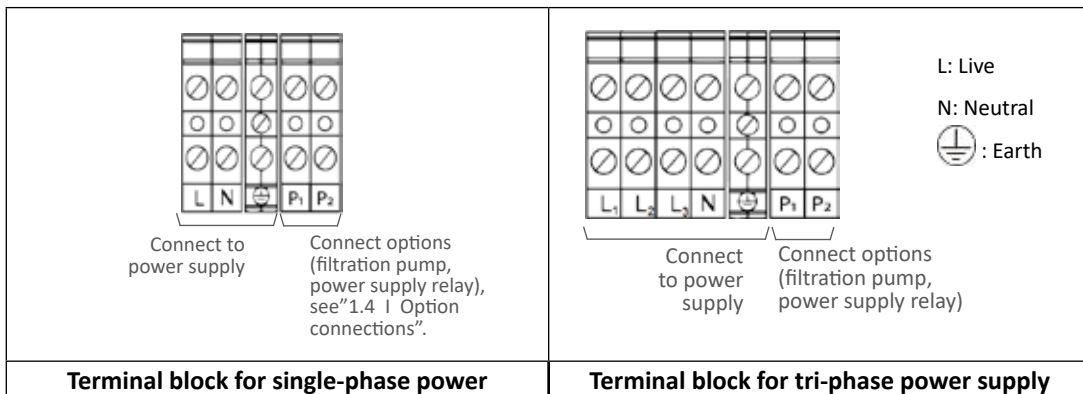 L N ⏚ P₁ P₂
Connect to
power supply
Connect options
(filtration pump,
power supply relay),
see"1.4 I Option
connections".
Terminal block for single-phase power
L₁ L₂ L₃ N ⏚ P₁ P₂
Connect
to power
supply
Connect options
(filtration pump,
power supply relay)
L: Live
N: Neutral
⏚ : Earth
Terminal block for tri-phase power supply